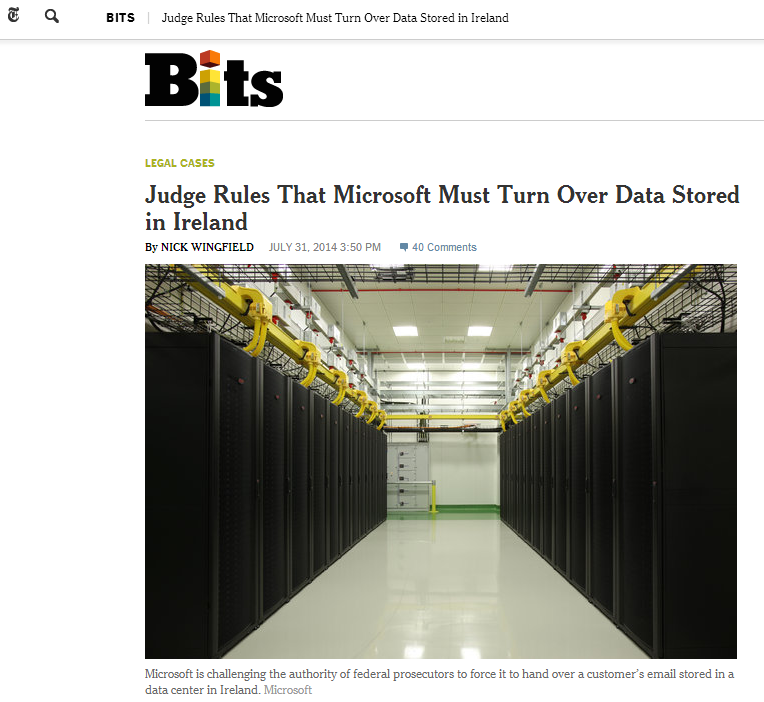 BITS Judge Rules That Microsoft Must Turn Over Data Stored in Ireland
Bits
LEGAL CASES
Judge Rules That Microsoft Must Turn Over Data Stored
in Ireland
By NICK WINGFIELD JULY 31, 2014 3:50 PM 40 Comments
Microsoft is challenging the authority of federal prosecutors to force it to hand over a customer's email stored in a
data center in Ireland. Microsoft